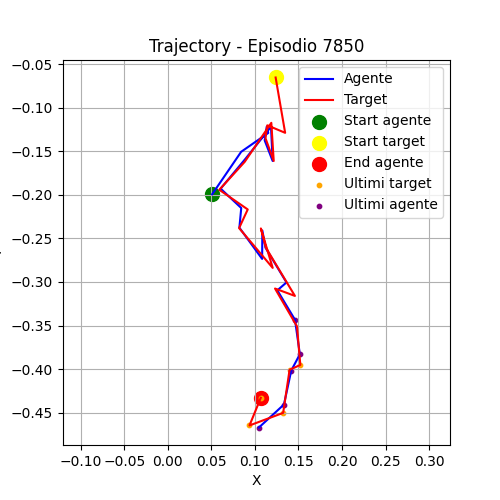 Trajectory - Episodio 7850
−0.05
−0.10
−0.15
−0.20
−0.25
−0.30
−0.35
−0.40
−0.45
Agente
Target
Start agente
Start target
End agente
Ultimi target
Ultimi agente
−0.10 −0.05 0.00 0.05 0.10 0.15 0.20 0.25 0.30
X